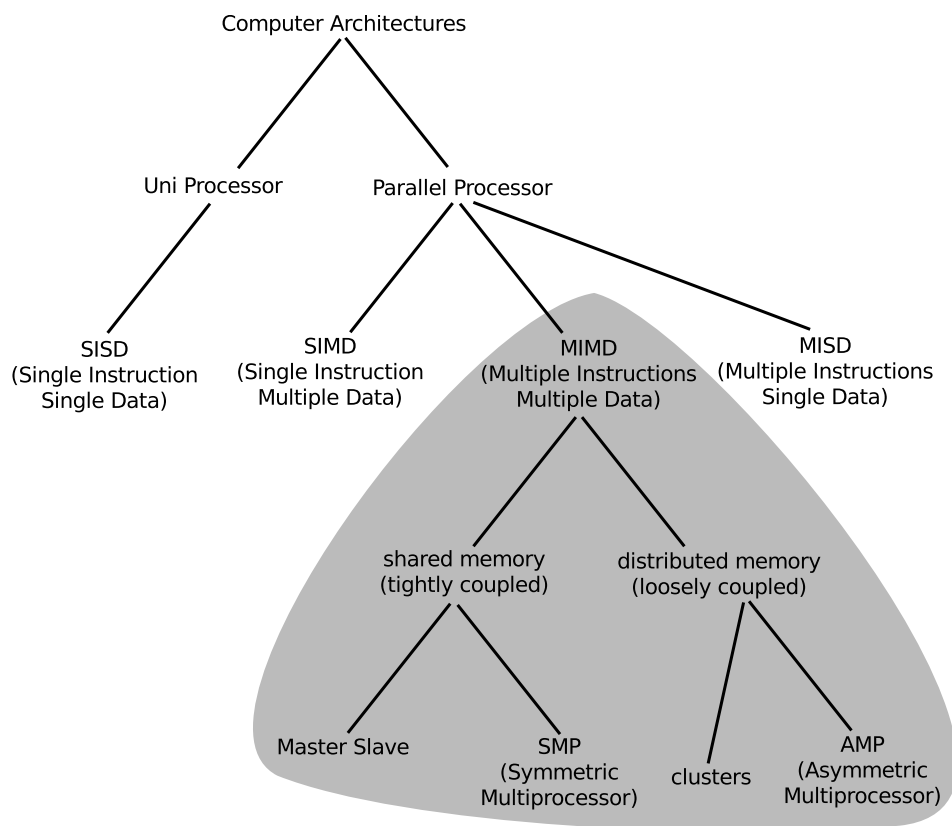 Computer Architectures
Uni Processor
Parallel Processor
SISD
(Single Instruction
Single Data)
SIMD
(Single Instruction
Multiple Data)
MIMD
(Multiple Instructions
Multiple Data)
MISD
(Multiple Instructions
Single Data)
shared memory
(tightly coupled)
distributed memory
(loosely coupled)
Master Slave
SMP
(Symmetric
Multiprocessor)
clusters
AMP
(Asymmetric
Multiprocessor)